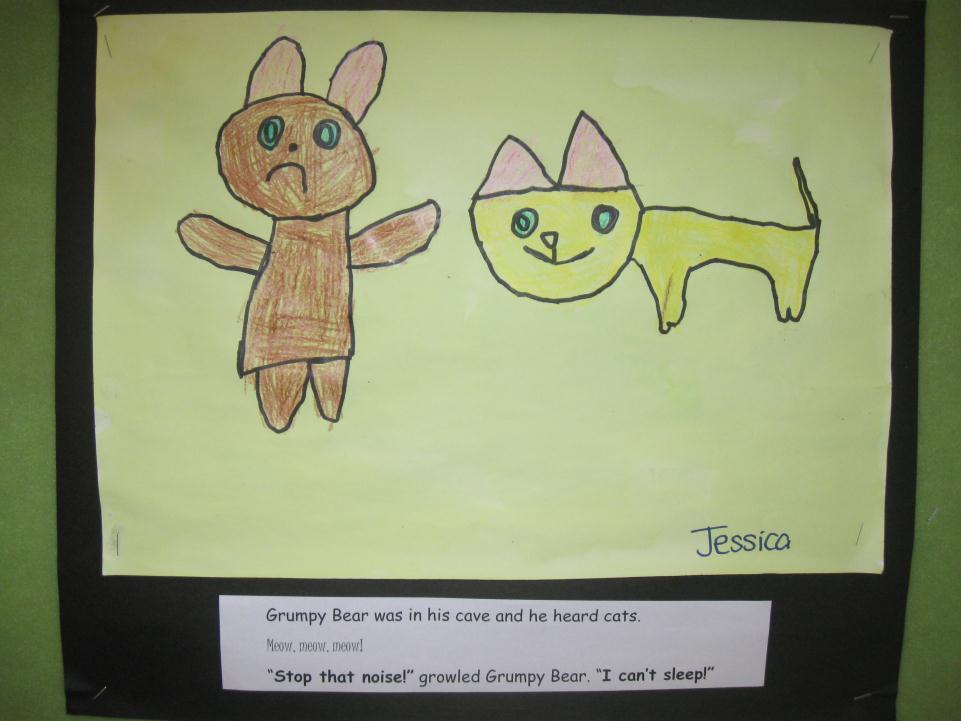 Jessica
Grumpy Bear was in his cave and he heard cats.
Meow, meow, meow!
“Stop that noise!” growled Grumpy Bear. “I can’t sleep!”